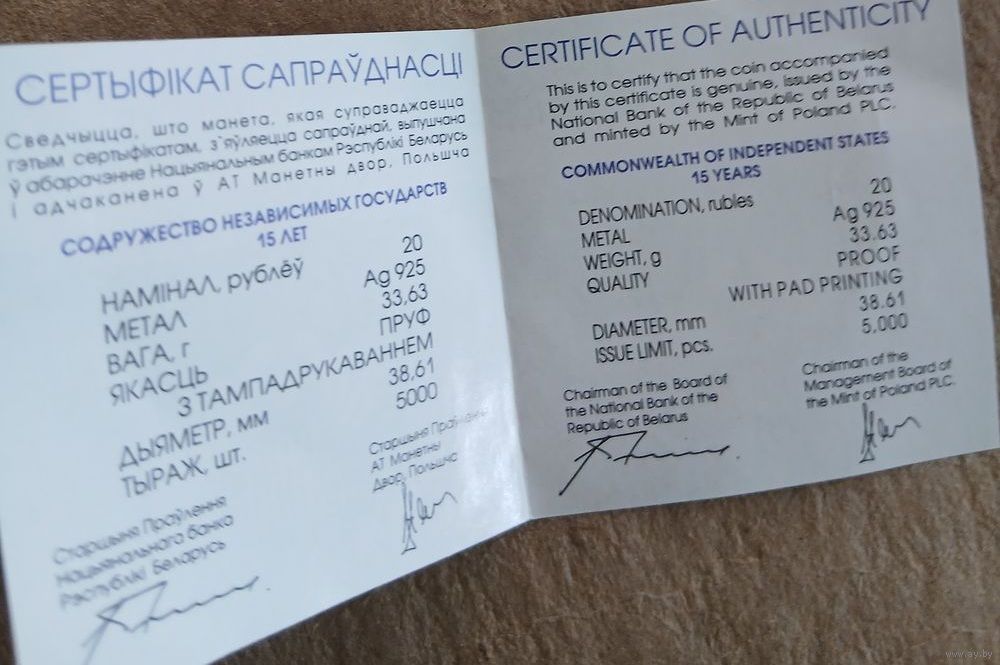 СЕРТЫФІКАТ САПРАЎДНАСЦІ
Сведчыцца, што манета, якая суправаджаецца
гэтым сертыфікатам, з'яўляецца сапраўднай, выпушчана
ў абарачэнне Нацыянальным банкам Рэспублікі Беларусь
і адчаканена ў АТ Манетны двор, Польшча
СОДРУЖЕСТВО НЕЗАВИСИМЫХ ГОСУДАРСТВ
15 ЛЕТ
НАМІНАЛ, рублёў 20
МЕТАЛ Ag 925
ВАГА, г 33,63
ЯКАСЦЬ ПРУФ
З ТАМПАДРУКАВАННЕМ
ДЫЯМЕТР, мм 38,61
ТЫРАЖ, шт. 5000
Старшыня Праўлення
Нацыянальнага банка
Рэспублікі Беларусь
Старшыня Праўлення
АТ Манетны
Двор, Польшча
CERTIFICATE OF AUTHENTICITY
This is to certify that the coin accompanied
by this certificate is genuine, issued by the
National Bank of the Republic of Belarus
and minted by the Mint of Poland PLC.
COMMONWEALTH OF INDEPENDENT STATES
15 YEARS
DENOMINATION, rubles 20
METAL Ag 925
WEIGHT, g 33.63
QUALITY PROOF
WITH PAD PRINTING
DIAMETER, mm 38.61
ISSUE LIMIT, pcs. 5,000
Chairman of the Board of
the National Bank of the
Republic of Belarus
Chairman of the
Management Board of
the Mint of Poland PLC.
www.ay.by